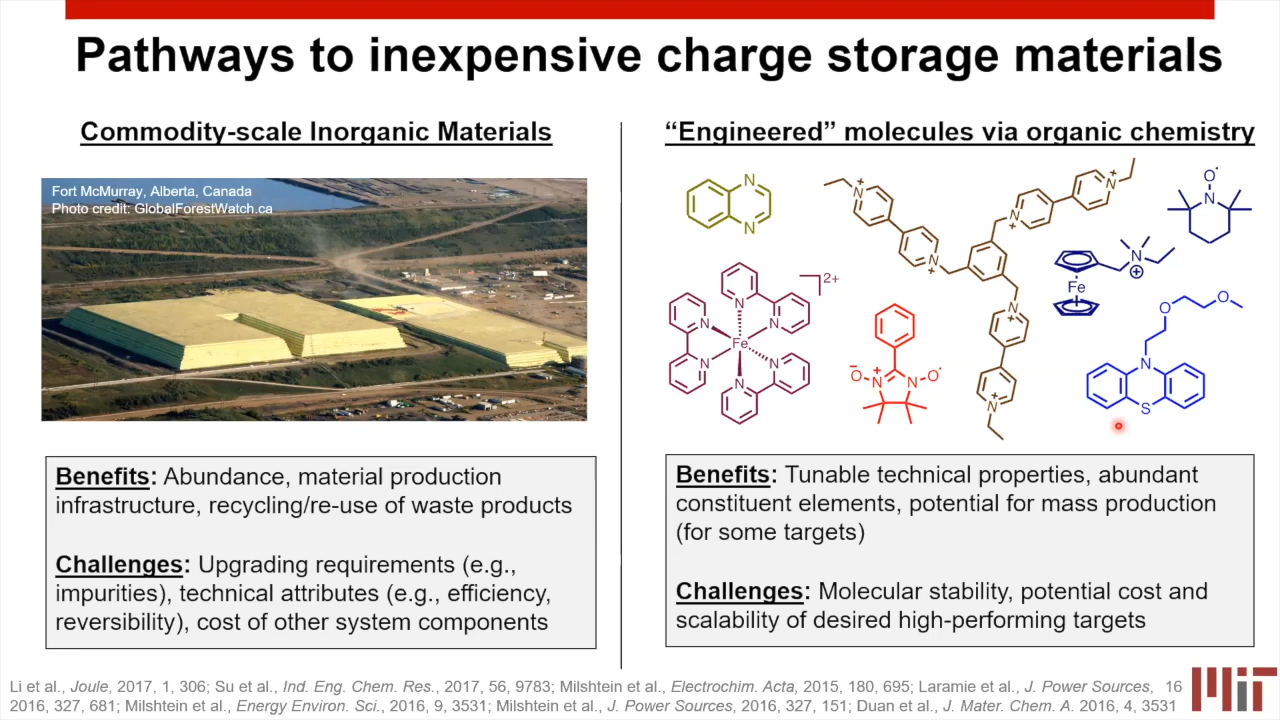 Pathways to inexpensive charge storage materials
Commodity-scale Inorganic Materials
Fort McMurray, Alberta, Canada
Photo credit: GlobalForestWatch.ca
Benefits: Abundance, material production
infrastructure, recycling/re-use of waste products
Challenges: Upgrading requirements (e.g.,
impurities), technical attributes (e.g., efficiency,
reversibility), cost of other system components
“Engineered” molecules via organic chemistry
N
N
N+
N+
N+
N+
N+
N+
O•
N
N+
⊕
Fe
]2+
N
N
N
N
Fe
N
N
−O
N+
N
O•
O
O
N
S
Benefits: Tunable technical properties, abundant
constituent elements, potential for mass production
(for some targets)
Challenges: Molecular stability, potential cost and
scalability of desired high-performing targets
Li et al., Joule, 2017, 1, 306; Su et al., Ind. Eng. Chem. Res., 2017, 56, 9783; Milshtein et al., Electrochim. Acta, 2015, 180, 695; Laramie et al., J. Power Sources, 16
2016, 327, 681; Milshtein et al., Energy Environ. Sci., 2016, 9, 3531; Milshtein et al., J. Power Sources, 2016, 327, 151; Duan et al., J. Mater. Chem. A. 2016, 4, 3531
MIT